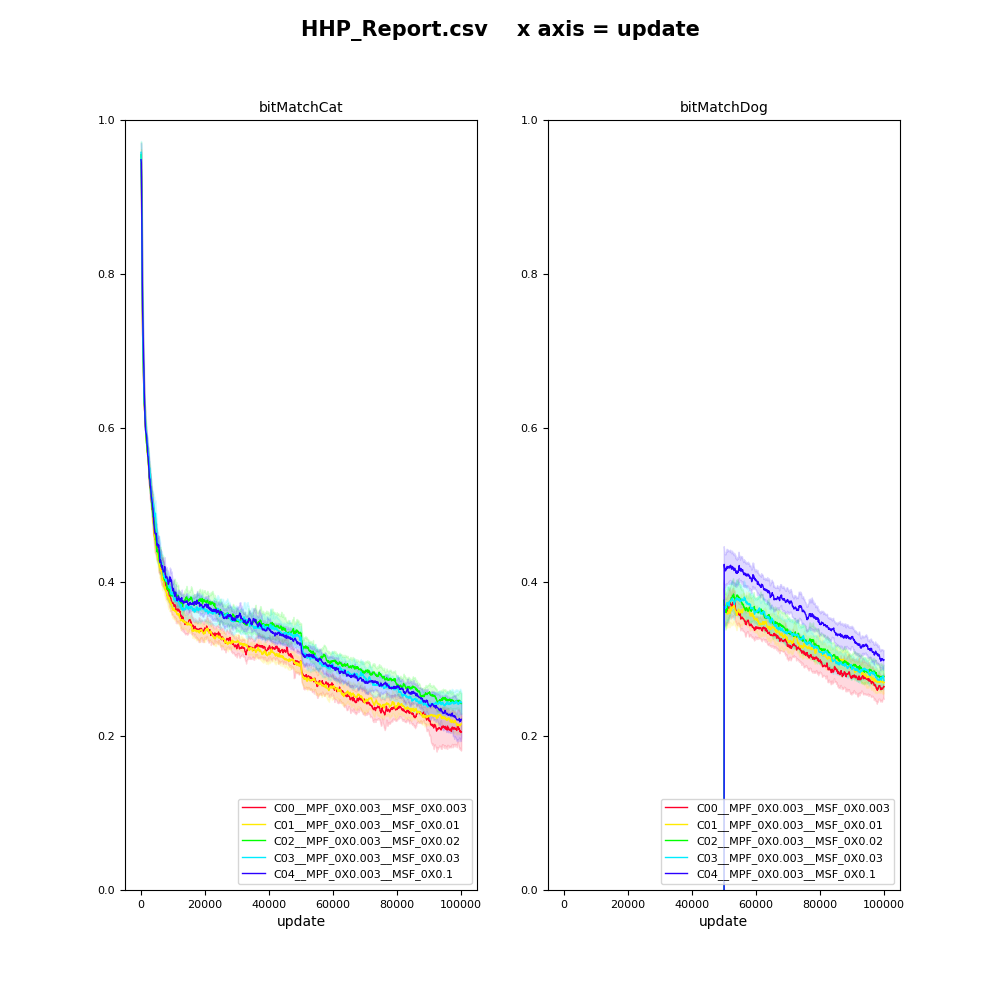 HHP_Report.csv    x axis = update
bitMatchCat
1.0
0.8
0.6
0.4
0.2
0.0
C00__MPF_0X0.003__MSF_0X0.003
C01__MPF_0X0.003__MSF_0X0.01
C02__MPF_0X0.003__MSF_0X0.02
C03__MPF_0X0.003__MSF_0X0.03
C04__MPF_0X0.003__MSF_0X0.1
0 20000 40000 60000 80000 100000
update
bitMatchDog
1.0
0.8
0.6
0.4
0.2
0.0
C00__MPF_0X0.003__MSF_0X0.003
C01__MPF_0X0.003__MSF_0X0.01
C02__MPF_0X0.003__MSF_0X0.02
C03__MPF_0X0.003__MSF_0X0.03
C04__MPF_0X0.003__MSF_0X0.1
0 20000 40000 60000 80000 100000
update